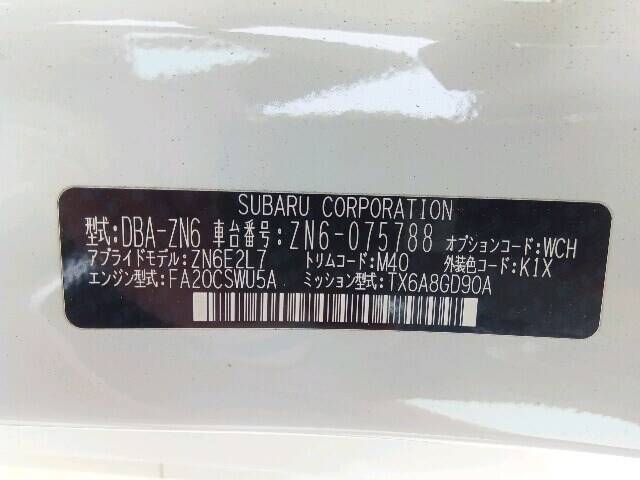 SUBARU CORPORATION
型式:DBA-ZN6 車台番号:ZN6-075788 オプションコード:WCH
アプライドモデル:ZN6E2L7 トリムコード:M40 外装色コード:K1X
エンジン型式:FA20CSWU5A ミッション型式:TX6A8GD90A